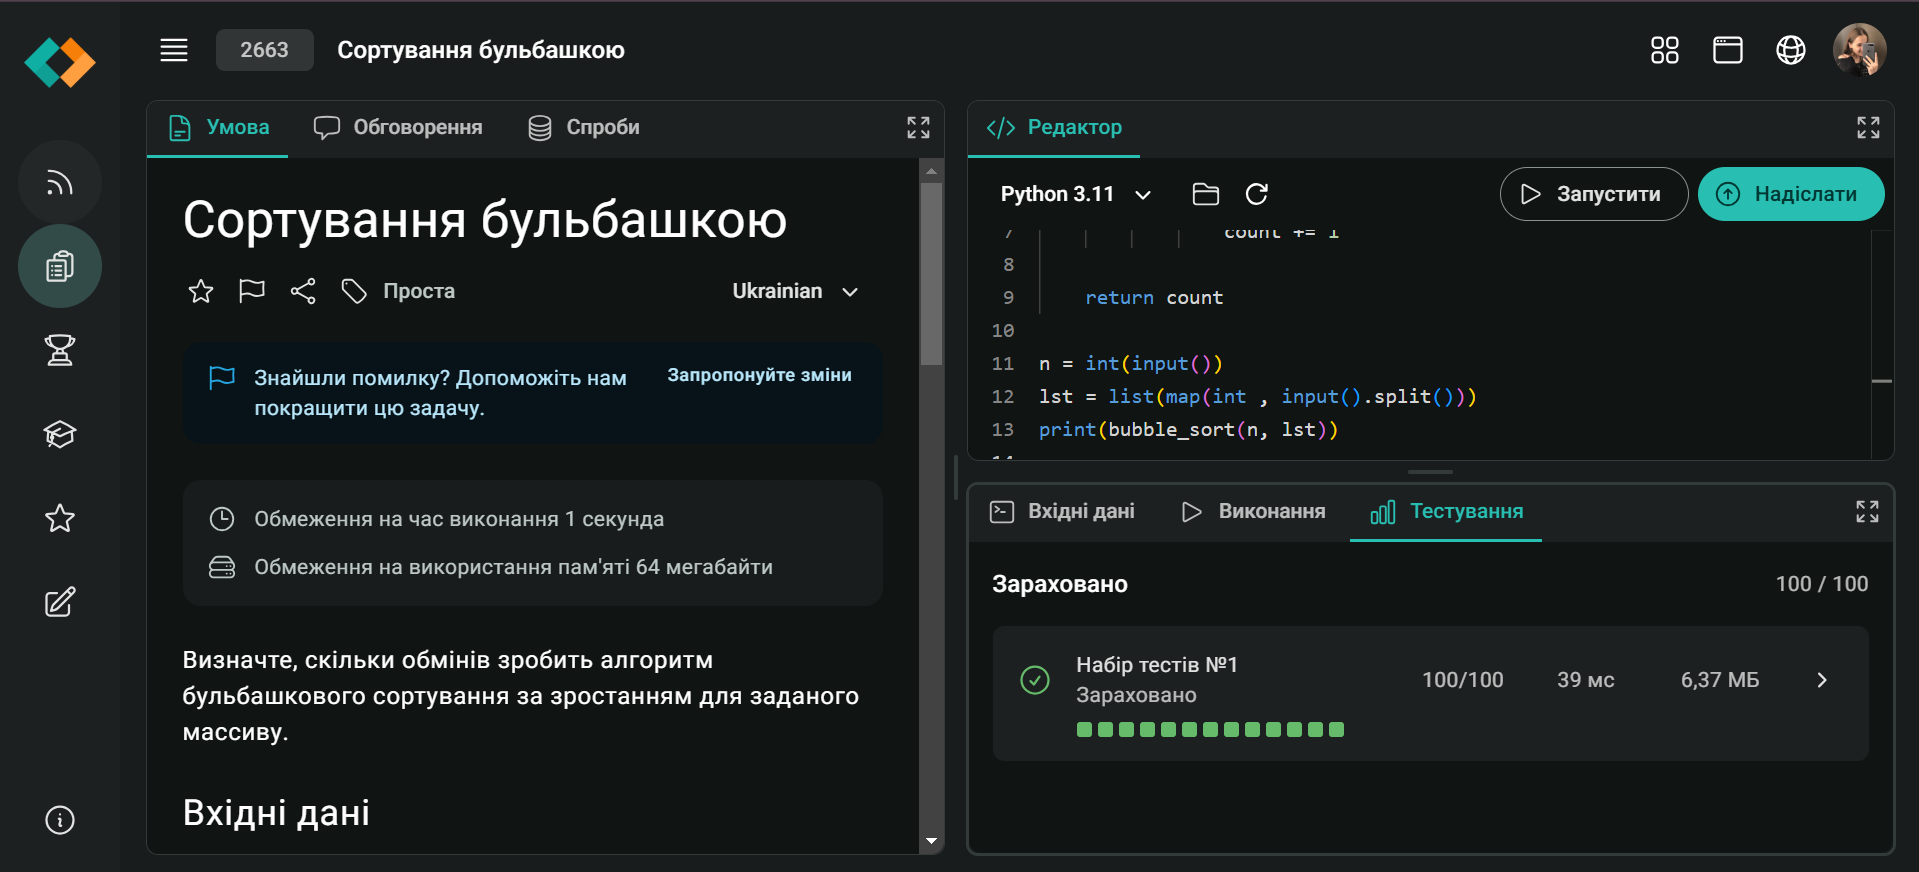 2663
Сортування бульбашкою
Умова
Обговорення
Спроби
Сортування бульбашкою
Проста
Ukrainian
Знайшли помилку? Допоможіть нам
покращити цю задачу.
Запропонуйте зміни
Обмеження на час виконання 1 секунда
Обмеження на використання пам'яті 64 мегабайти
Визначте, скільки обмінів зробить алгоритм
бульбашкового сортування за зростанням для заданого
массиву.
Вхідні дані
Редактор
Python 3.11
Запустити
Надіслати
7 count += 1
8
9 return count
10
11 n = int(input())
12 lst = list(map(int , input().split()))
13 print(bubble_sort(n, lst))
14
Вхідні дані
Виконання
Тестування
Зараховано
100 / 100
Набір тестів №1
Зараховано
100/100
39 мс
6,37 МБ